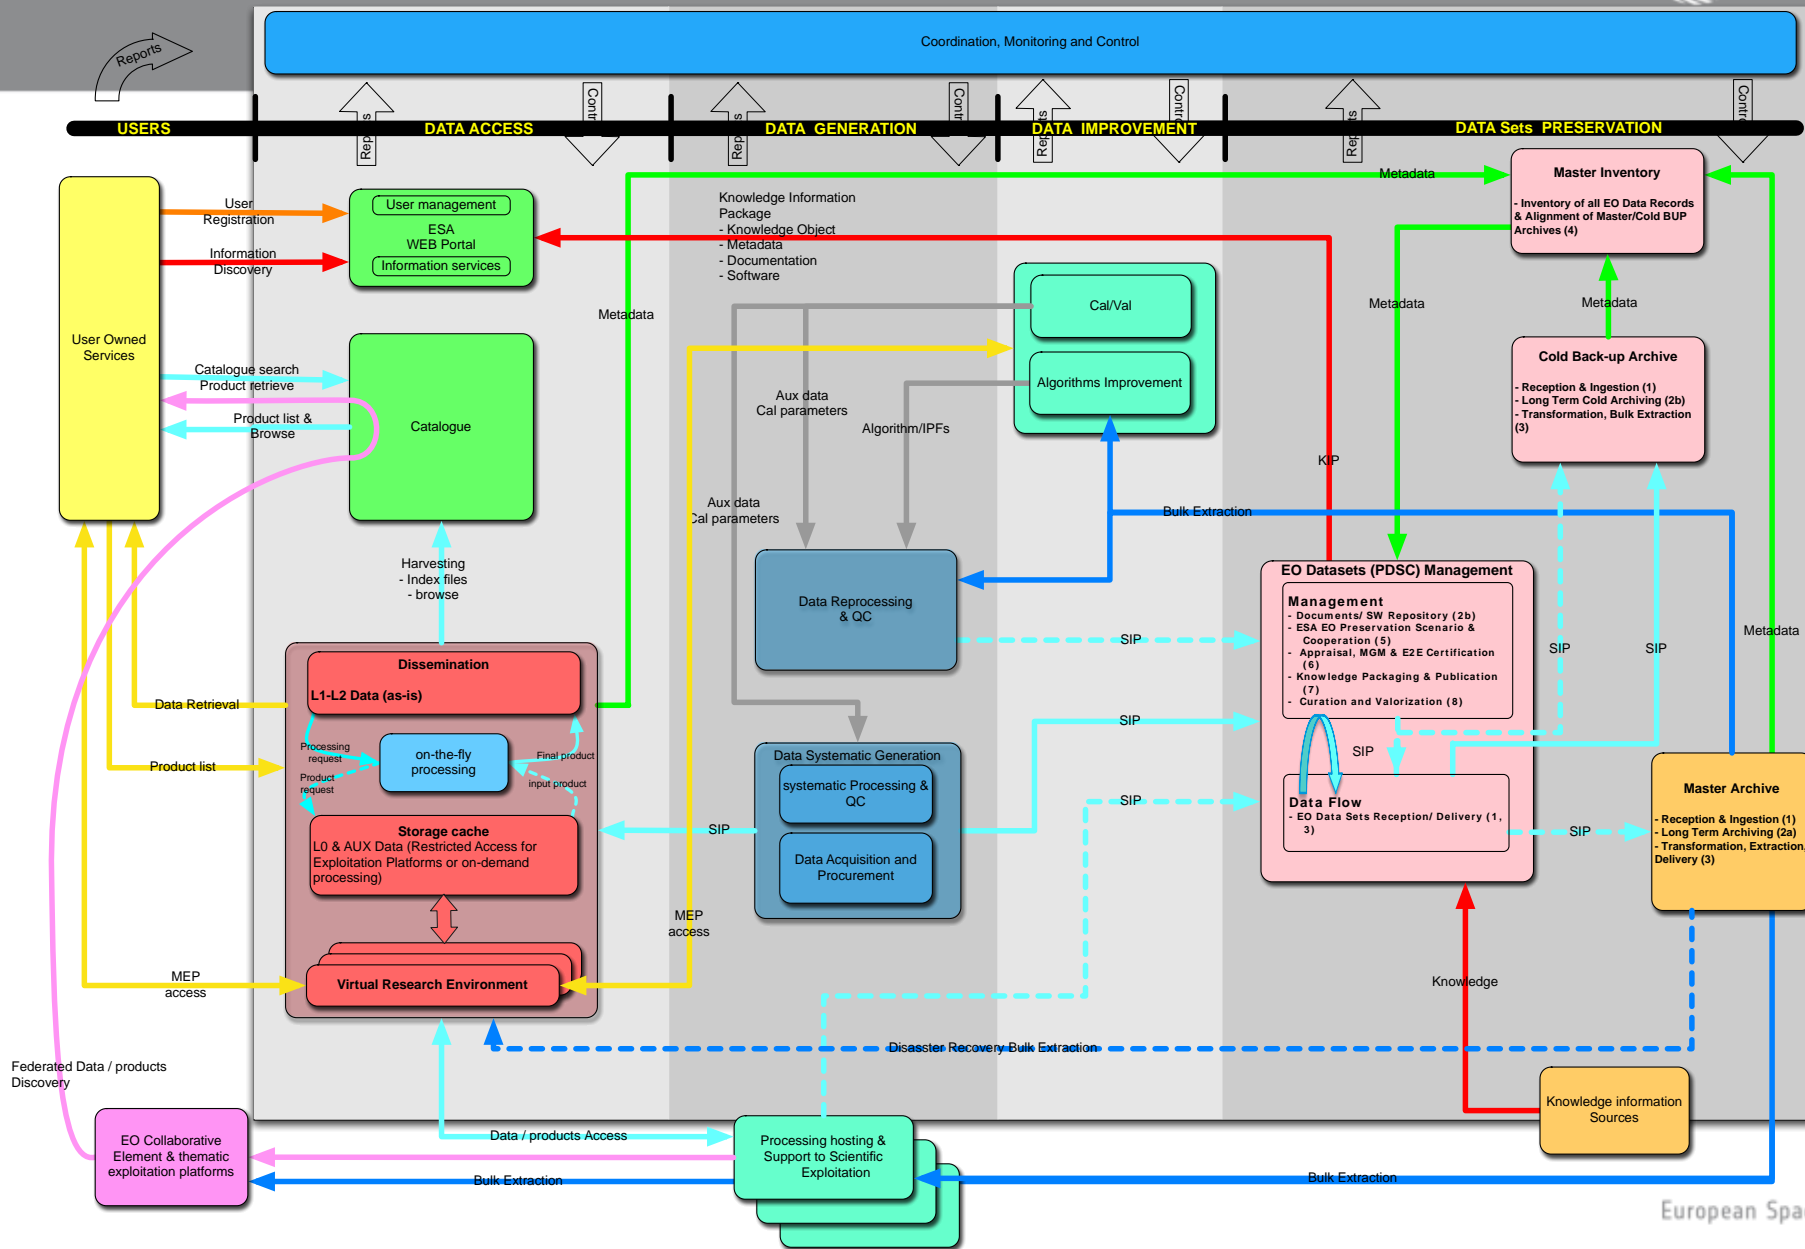 Coordination, Monitoring and Control
Reports
USERS
DATA ACCESS
DATA GENERATION
DATA IMPROVEMENT
DATA Sets PRESERVATION
User Owned
Services
User
Registration
Information
Discovery
User management
ESA
WEB Portal
Information services
Catalogue search
Product retrieve
Product list &
Browse
Catalogue
Harvesting
- Index files
- browse
Metadata
Knowledge Information
Package
- Knowledge Object
- Metadata
- Documentation
- Software
Cal/Val
Algorithms Improvement
Aux data
Cal parameters
Algorithm/IPFs
Aux data
Cal parameters
Data Reprocessing
& QC
Bulk Extraction
KIP
Metadata
Metadata
Metadata
Master Inventory
- Inventory of all EO Data Records
& Alignment of Master/Cold BUP
Archives (4)
Cold Back-up Archive
- Reception & Ingestion (1)
- Long Term Cold Archiving (2b)
- Transformation, Bulk Extraction
(3)
EO Datasets (PDSC) Management
Management
- Documents/ SW Repository (2b)
- ESA EO Preservation Scenario &
Cooperation (5)
- Appraisal, MGM & E2E Certification
(6)
- Knowledge Packaging & Publication
(7)
- Curation and Valorization (8)
SIP
Data Flow
- EO Data Sets Reception/ Delivery (1,
3)
SIP
SIP
SIP
SIP
SIP
SIP
SIP
Metadata
Master Archive
- Reception & Ingestion (1)
- Long Term Archiving (2a)
- Transformation, Extraction,
Delivery (3)
Data Retrieval
Product list
Dissemination
L1-L2 Data (as-is)
Processing
request
on-the-fly
processing
Final product
Product
request
input product
Storage cache
L0 & AUX Data (Restricted Access for
Exploitation Platforms or on-demand
processing)
Virtual Research Environment
MEP
access
MEP
access
Data Systematic Generation
systematic Processing &
QC
Data Acquisition and
Procurement
Knowledge
Disaster Recovery Bulk Extraction
Knowledge information
Sources
Federated Data / products
Discovery
EO Collaborative
Element & thematic
exploitation platforms
Data / products Access
Bulk Extraction
Processing hosting &
Support to Scientific
Exploitation
Bulk Extraction
European Spa